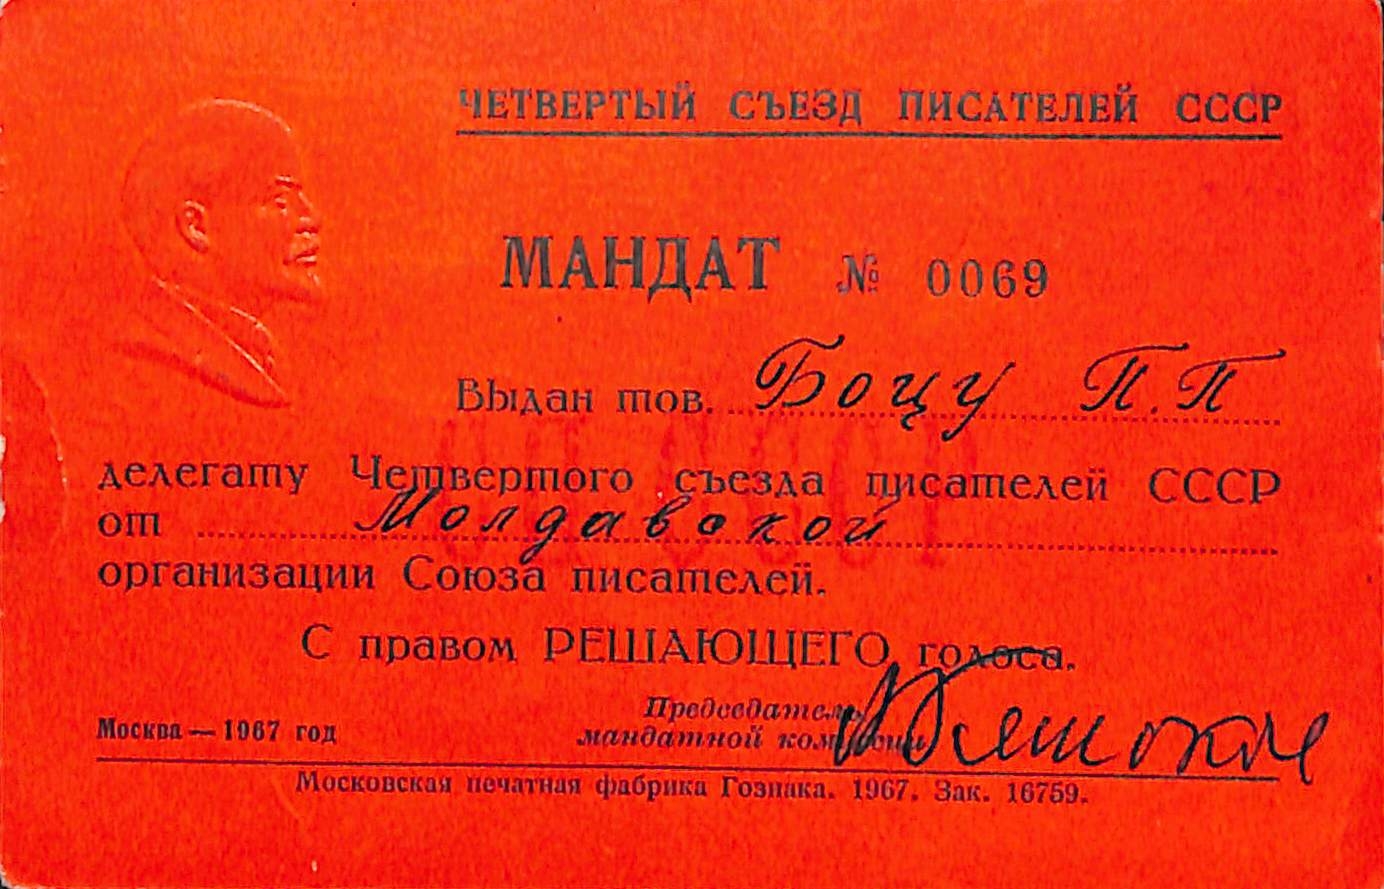 ЧЕТВЕРТЫЙ СЪЕЗД ПИСАТЕЛЕЙ СССР
МАНДАТ № 0069
Выдан тов. Боцу П.П
делегату Четвертого съезда писателей СССР
от Молдавской
организации Союза писателей.
С правом РЕШАЮЩЕГО голоса.
Председатель
мандатной комиссии
Москва — 1967 год
Московская печатная фабрика Гознака. 1967. Зак. 16759.